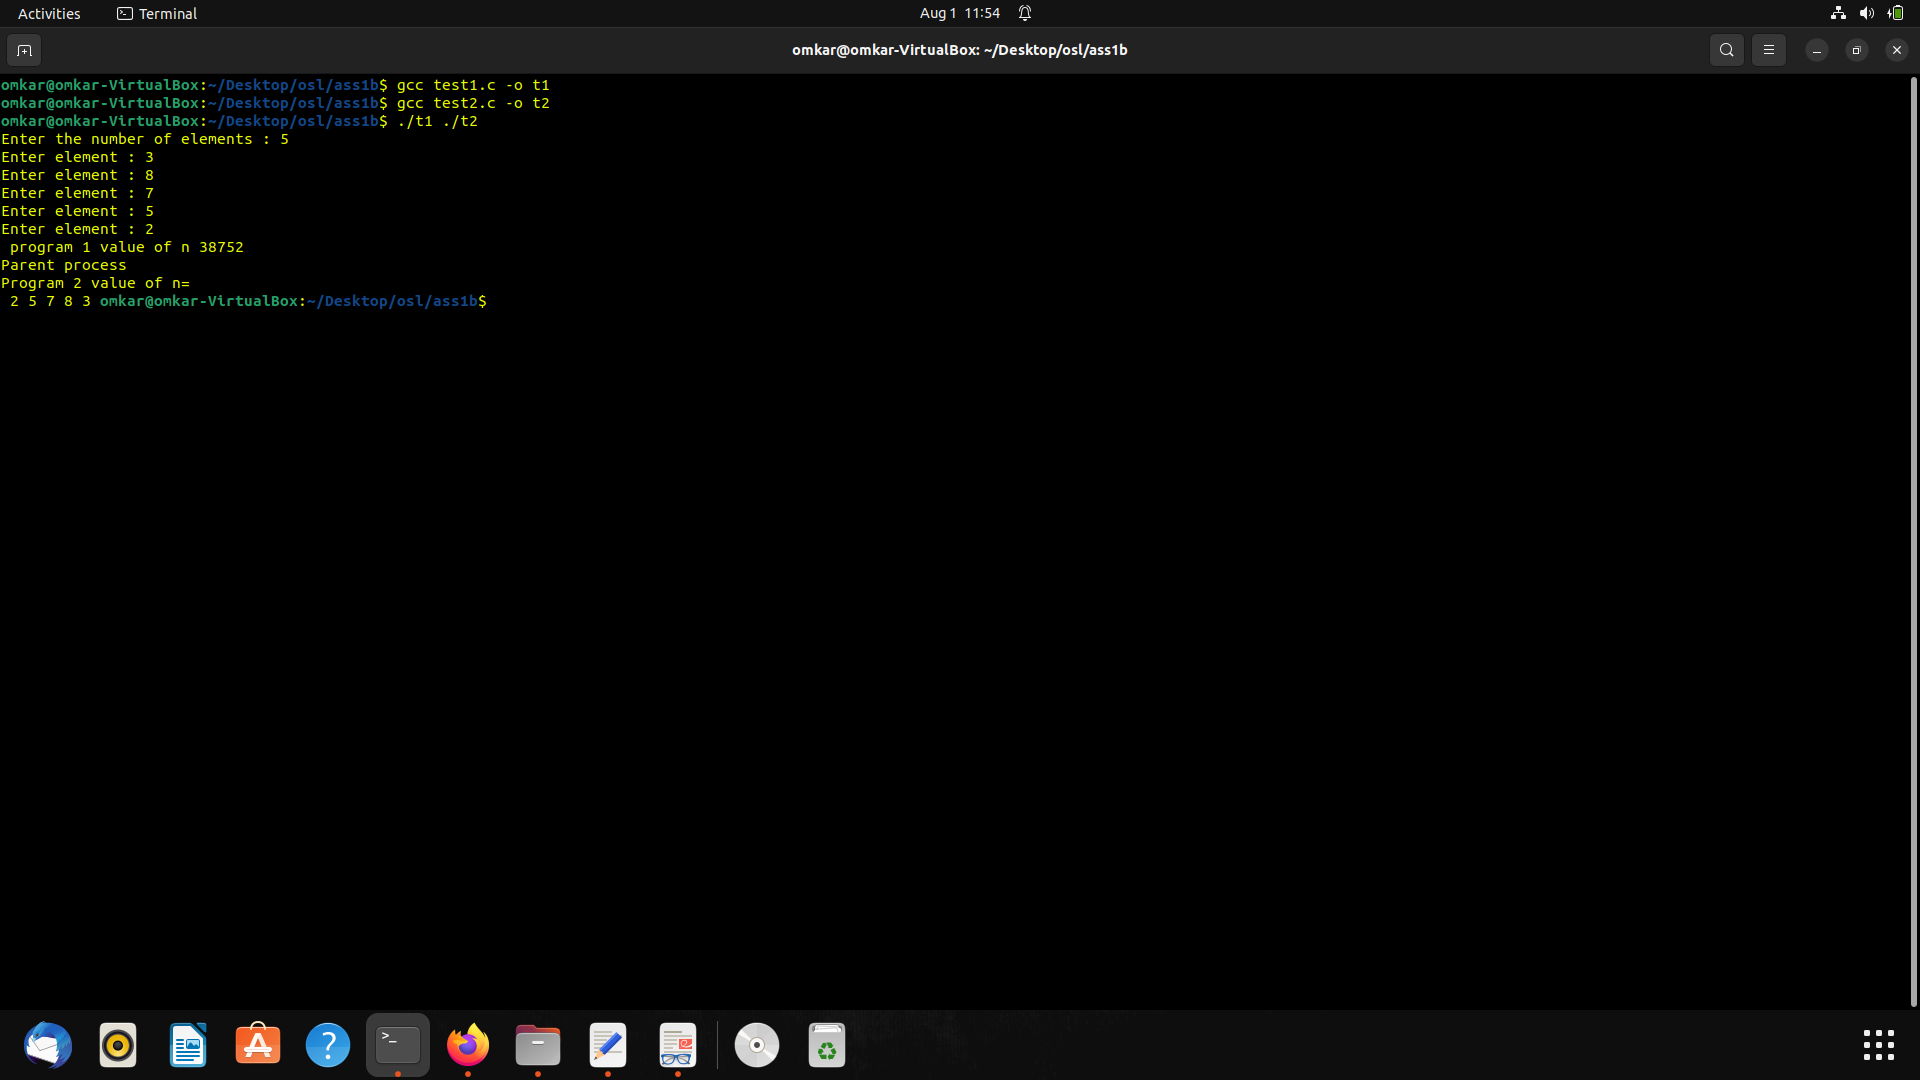 Activities Terminal Aug 1 11:54
omkar@omkar-VirtualBox: ~/Desktop/osl/ass1b
omkar@omkar-VirtualBox:~/Desktop/osl/ass1b$ gcc test1.c -o t1
omkar@omkar-VirtualBox:~/Desktop/osl/ass1b$ gcc test2.c -o t2
omkar@omkar-VirtualBox:~/Desktop/osl/ass1b$ ./t1 ./t2
Enter the number of elements : 5
Enter element : 3
Enter element : 8
Enter element : 7
Enter element : 5
Enter element : 2
 program 1 value of n 38752
Parent process
Program 2 value of n=
 2 5 7 8 3 omkar@omkar-VirtualBox:~/Desktop/osl/ass1b$